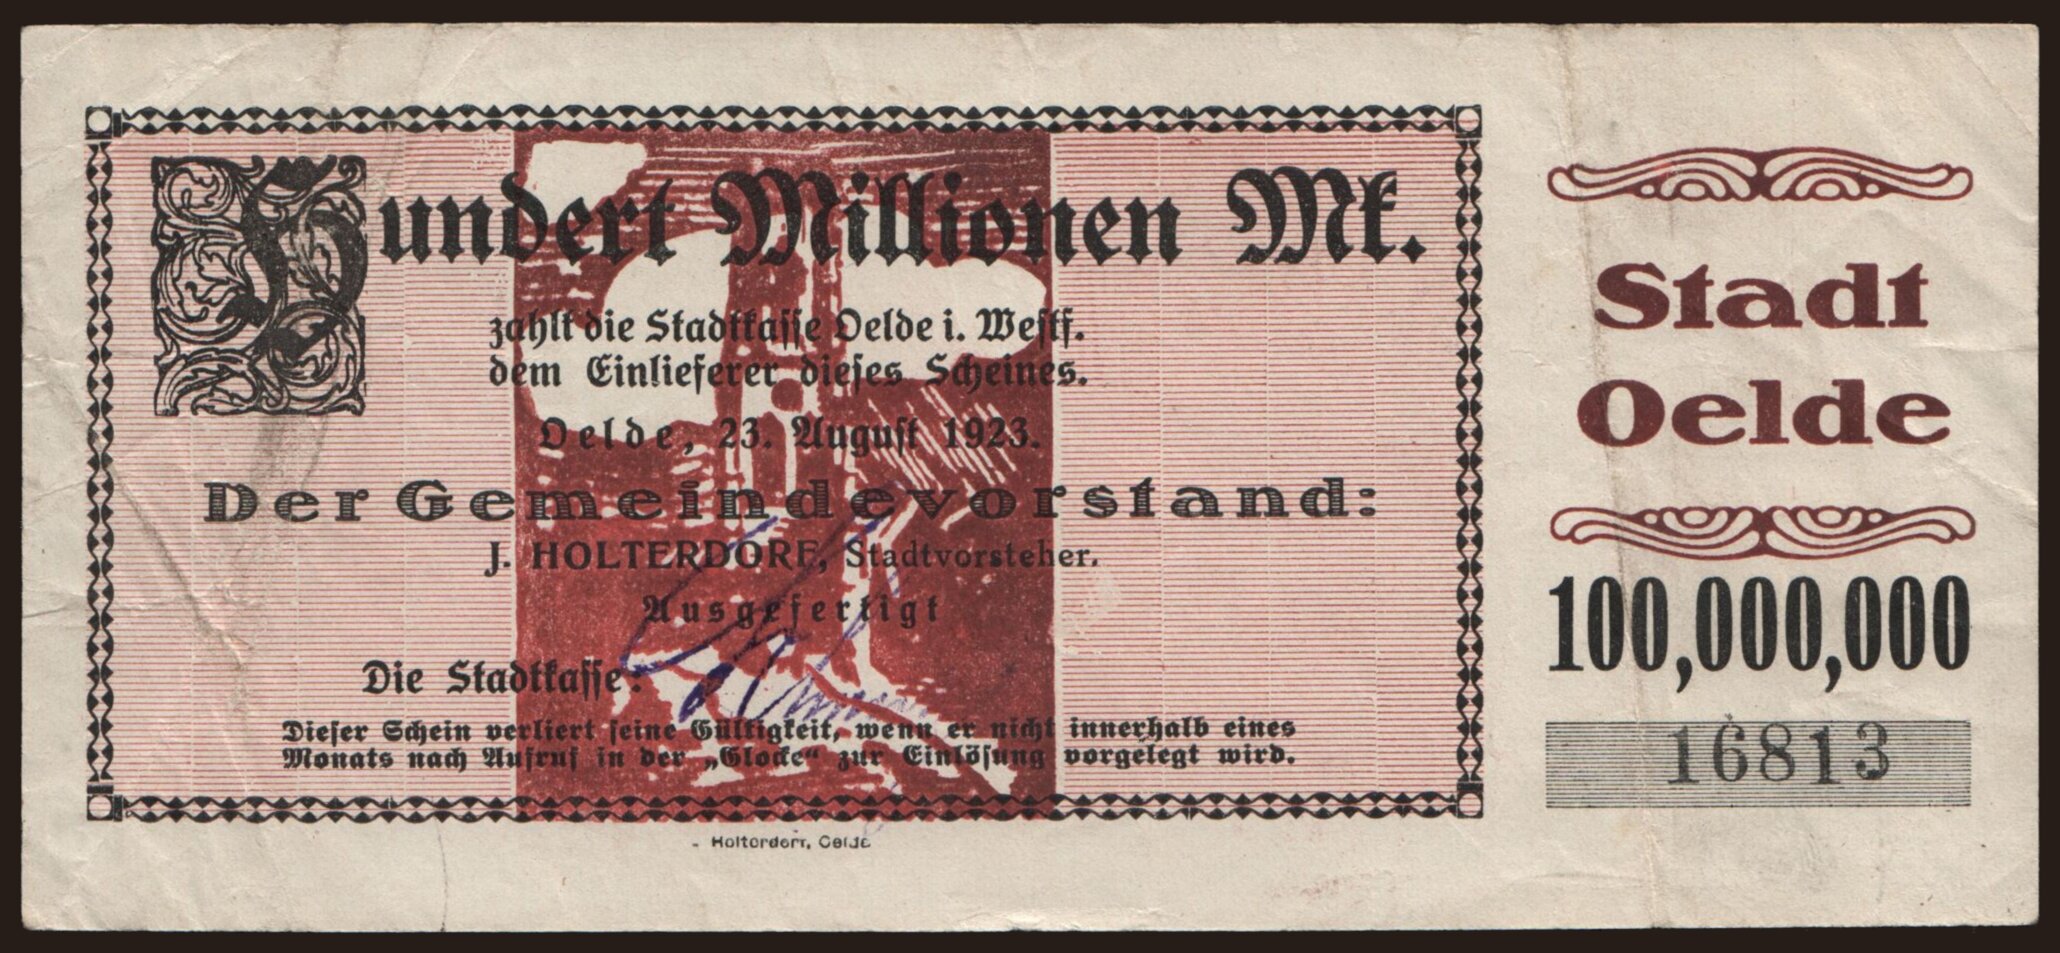 Hundert Millionen Mk.
zahlt die Stadtkasse Oelde i. Westf.
dem Einlieferer dieses Scheines.
Oelde, 23. August 1923.
Der Gemeindevorstand:
J. HOLTERDORF, Stadtvorsteher.
Ausgefertigt
Die Stadtkasse:
Dieser Schein verliert seine Gültigkeit, wenn er nicht innerhalb eines
Monats nach Aufruf in der „Glocke“ zur Einlösung vorgelegt wird.
Holterdorf, Oelde
Stadt
Oelde
100,000,000
16813